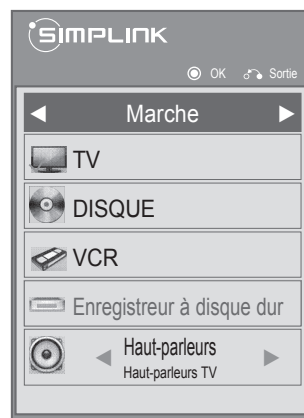 SIMPLINK
OK Sortie
Marche
TV
DISQUE
VCR
Enregistreur à disque dur
Haut-parleurs
Haut-parleurs TV